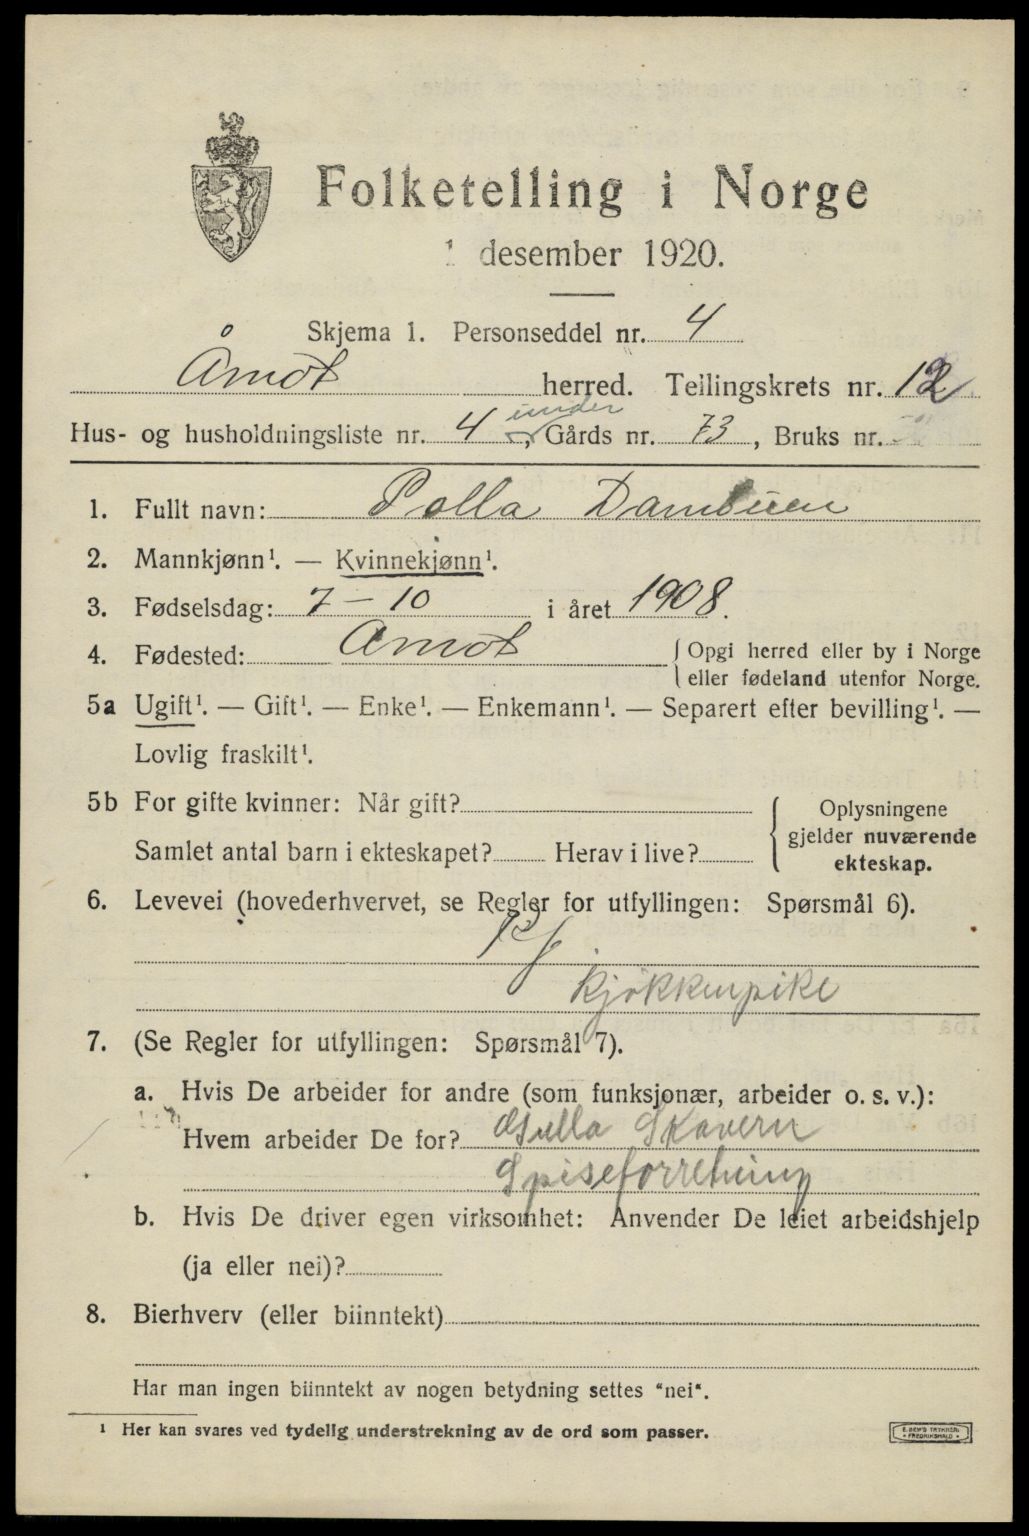 Folketelling i Norge
1 desember 1920.
Skjema 1. Personseddel nr. 4
Åmot herred. Tellingskrets nr. 12
under
Hus- og husholdningsliste nr. 4, Gårds nr. 73, Bruks nr.
1. Fullt navn: Polla Dambuen
2. Mannkjønn¹. — Kvinnekjønn¹.
3. Fødselsdag: 7 – 10 i året 1908.
4. Fødested: Åmot { Opgi herred eller by i Norge
eller fødeland utenfor Norge.
5a Ugift¹. — Gift¹. — Enke¹. — Enkemann¹. — Separert efter bevilling¹. —
Lovlig fraskilt¹.
5b For gifte kvinner: Når gift? { Oplysningene
gjelder nuværende
Samlet antal barn i ekteskapet? Herav i live?
ekteskap.
6. Levevei (hovederhvervet, se Regler for utfyllingen: Spørsmål 6).
kjøkkenpike
7. (Se Regler for utfyllingen: Spørsmål 7).
a. Hvis De arbeider for andre (som funksjonær, arbeider o. s. v.):
Hvem arbeider De for? Gulla Skavern
Spiseforretning
b. Hvis De driver egen virksomhet: Anvender De leiet arbeidshjelp
(ja eller nei)?
8. Bierhverv (eller biinntekt)
Har man ingen biinntekt av nogen betydning settes "nei".
¹ Her kan svares ved tydelig understrekning av de ord som passer.
E. SEM'S TRYKKERI
FREDRIKSHALD